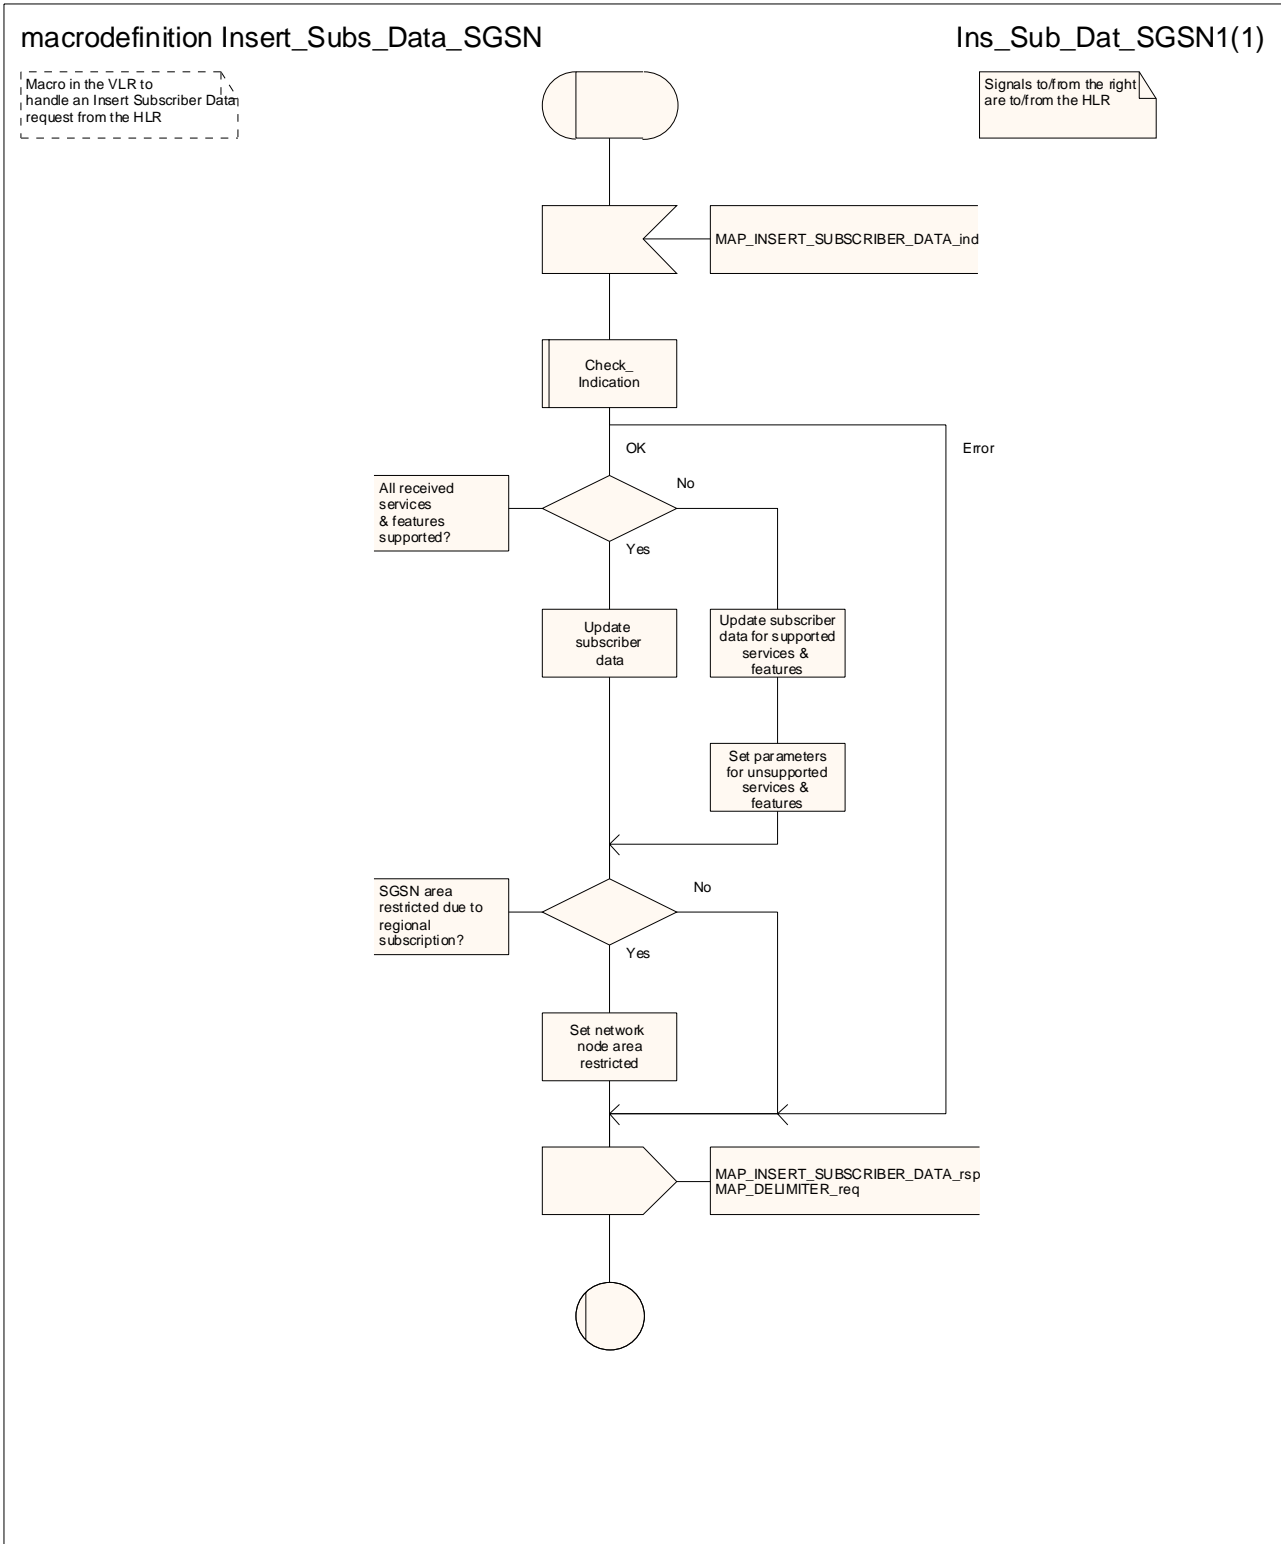 macrodefinition Insert_Subs_Data_SGSN
Ins_Sub_Dat_SGSN1(1)
Macro in the VLR to
handle an Insert Subscriber Data
request from the HLR
Signals to/from the right
are to/from the HLR
MAP_INSERT_SUBSCRIBER_DATA_ind
Check_
Indication
OK
Error
All received
services
& features
supported?
No
Yes
Update
subscriber
data
Update subscriber
data for supported
services &
features
Set parameters
for unsupported
services &
features
SGSN area
restricted due to
regional
subscription?
No
Yes
Set network
node area
restricted
MAP_INSERT_SUBSCRIBER_DATA_rsp
MAP_DELIMITER_req